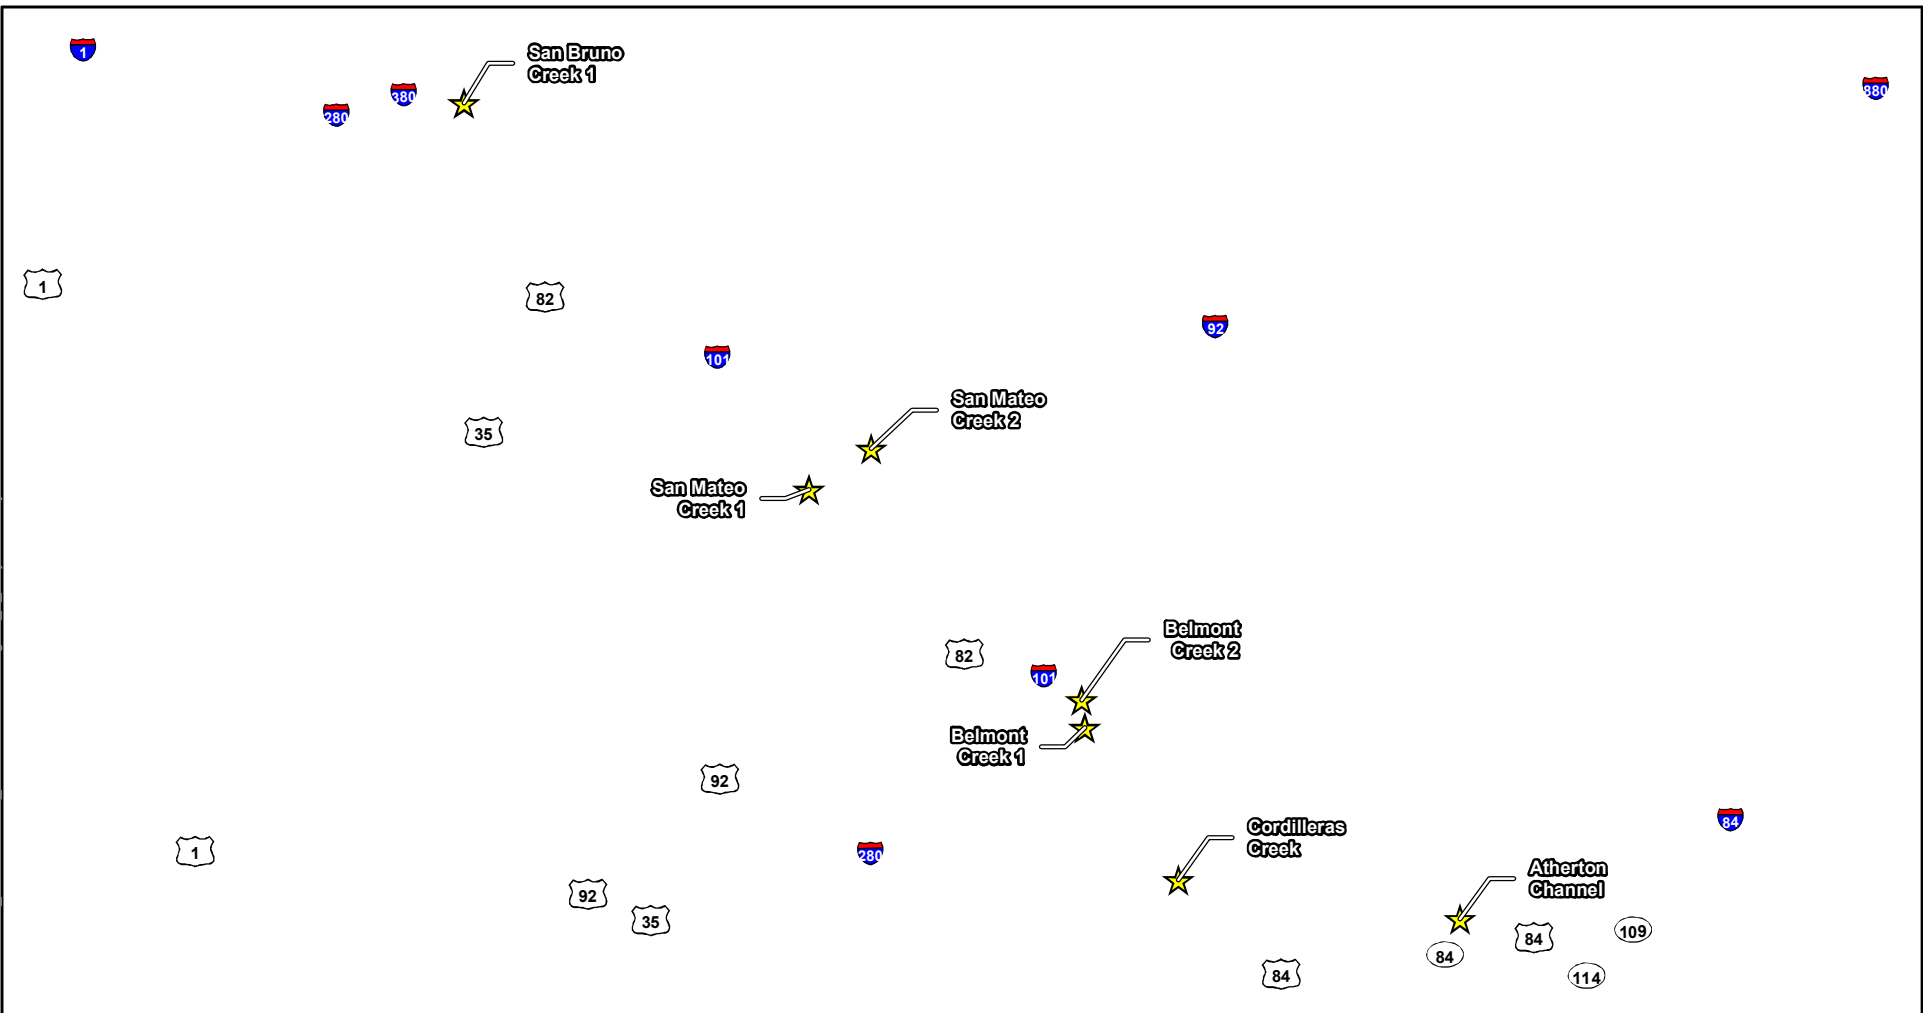 1
San Bruno
Creek 1
380
280
880
1
82
92
101
San Mateo
Creek 2
35
San Mateo
Creek 1
Belmont
Creek 2
82
101
Belmont
Creek 1
92
84
Cordilleras
Creek
1
280
Atherton
Channel
92
35
109
84
84
84
114